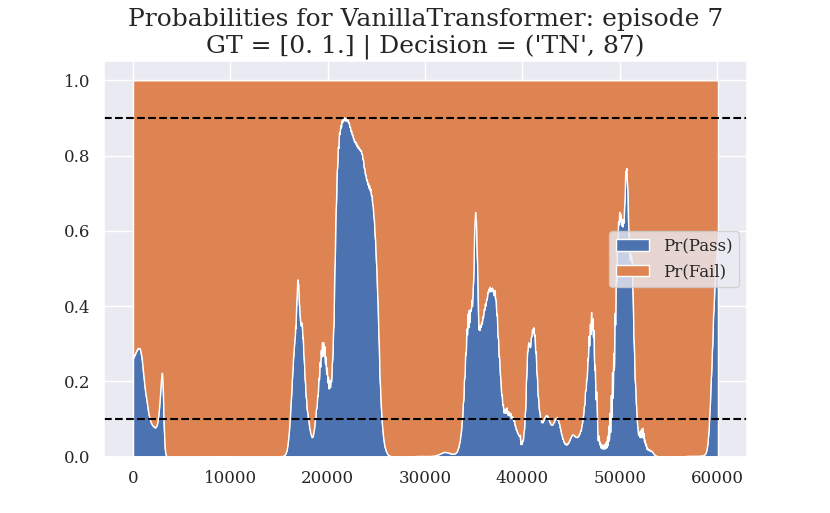 Probabilities for VanillaTransformer: episode 7
GT = [0. 1.] | Decision = ('TN', 87)
1.0
0.8
0.6
0.4
0.2
0.0
Pr(Pass)
Pr(Fail)
0 10000 20000 30000 40000 50000 60000